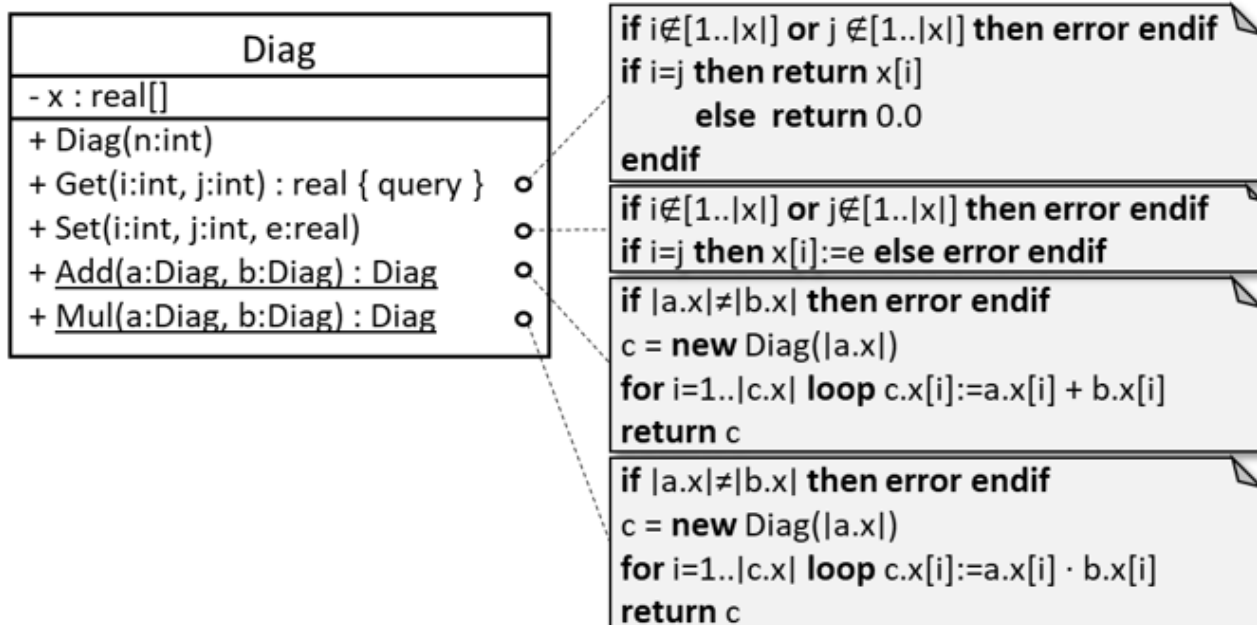 Diag
- x : real[]
+ Diag(n:int)
+ Get(i:int, j:int) : real { query }
+ Set(i:int, j:int, e:real)
+ Add(a:Diag, b:Diag) : Diag
+ Mul(a:Diag, b:Diag) : Diag
if i∉[1..|x|] or j ∉[1..|x|] then error endif
if i=j then return x[i]
else return 0.0
endif
if i∉[1..|x|] or j∉[1..|x|] then error endif
if i=j then x[i]:=e else error endif
if |a.x|≠|b.x| then error endif
c = new Diag(|a.x|)
for i=1..|c.x| loop c.x[i]:=a.x[i] + b.x[i]
return c
if |a.x|≠|b.x| then error endif
c = new Diag(|a.x|)
for i=1..|c.x| loop c.x[i]:=a.x[i] · b.x[i]
return c